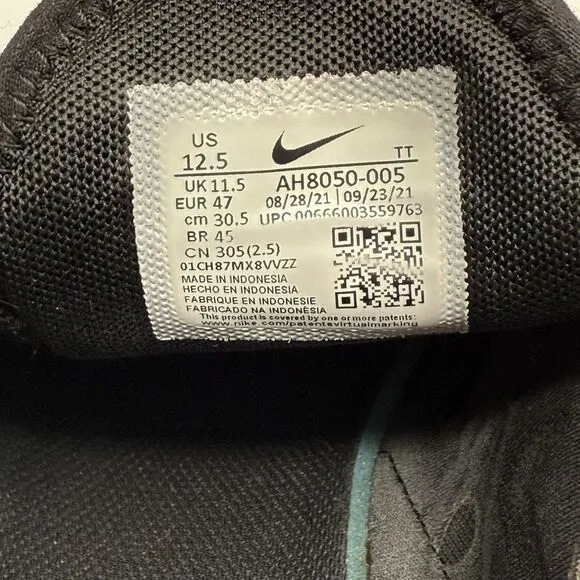 US
12.5
TT
UK 11.5
AH8050-005
EUR 47
08/28/21 | 09/23/21
cm 30.5
UPC 00666003559763
BR 45
CN 305(2.5)
01CH87MX8VVZZ
MADE IN INDONESIA
HECHO EN INDONESIA
FABRIQUE EN INDONESIE
FABRICADO NA INDONÉSIA
This product is covered by one or more patents:
www.nike.com/patentsvirtualmarking